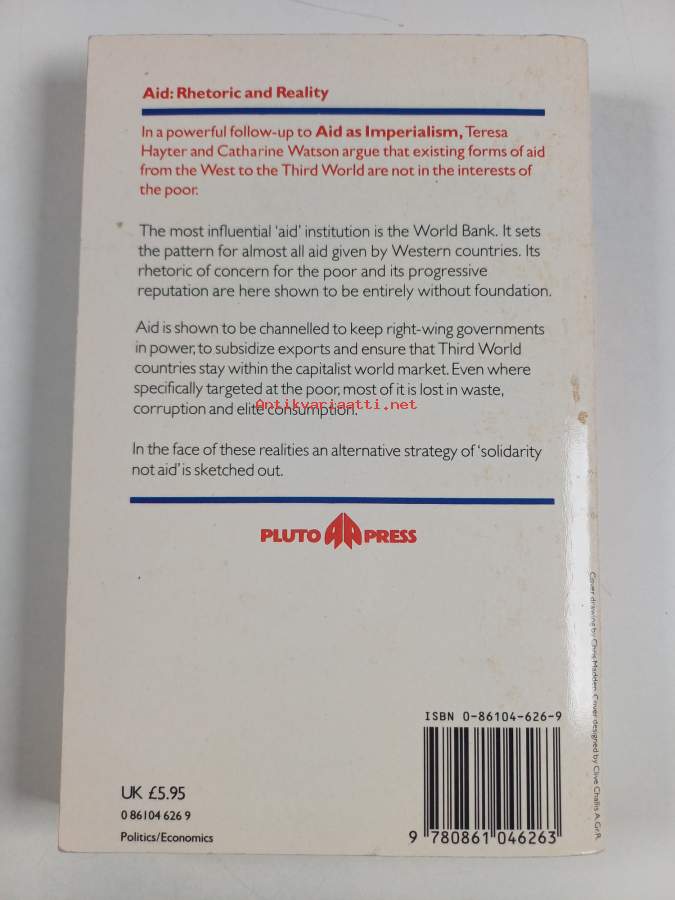 Aid: Rhetoric and Reality
In a powerful follow-up to Aid as Imperialism, Teresa
Hayter and Catharine Watson argue that existing forms of aid
from the West to the Third World are not in the interests of
the poor.
The most influential ‘aid’ institution is the World Bank. It sets
the pattern for almost all aid given by Western countries. Its
rhetoric of concern for the poor and its progressive
reputation are here shown to be entirely without foundation.
Aid is shown to be channelled to keep right-wing governments
in power, to subsidize exports and ensure that Third World
countries stay within the capitalist world market. Even where
specifically targeted at the poor, most of it is lost in waste,
corruption and elite consumption.
Antikvariaatti.net
In the face of these realities an alternative strategy of ‘solidarity
not aid’ is sketched out.
PLUTO PRESS
Cover drawing by Chris Madden. Cover designed by Clive Challis A.Gr.R.
ISBN 0-86104-626-9
9 780861 046263
UK £5.95
0 86104 626 9
Politics/Economics